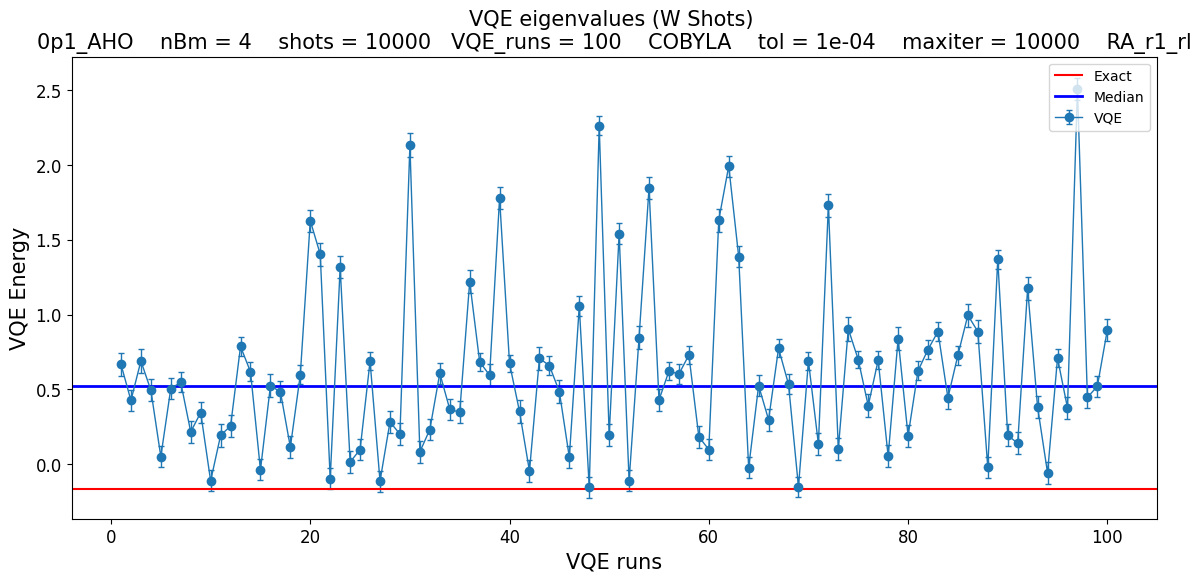 VQE eigenvalues (W Shots)
0p1_AHO nBm = 4 shots = 10000 VQE_runs = 100 COBYLA tol = 1e-04 maxiter = 10000 RA_r1_rl
Exact
Median
VQE
VQE Energy
2.5
2.0
1.5
1.0
0.5
0.0
0 20 40 60 80 100
VQE runs